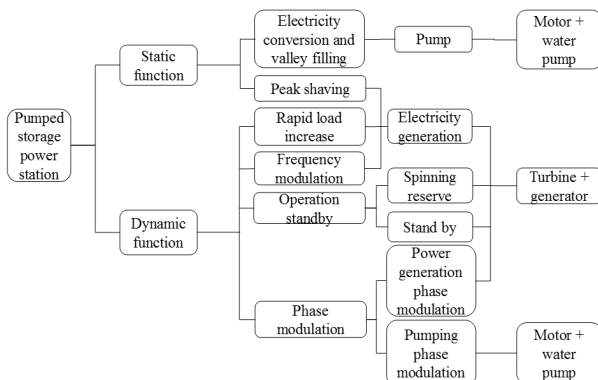 Pumped
storage
power
station
Static
function
Dynamic
function
Electricity
conversion and
valley filling
Peak shaving
Rapid load
increase
Frequency
modulation
Operation
standby
Phase
modulation
Pump
Electricity
generation
Spinning
reserve
Stand by
Power
generation
phase
modulation
Pumping
phase
modulation
Motor +
water
pump
Turbine +
generator
Motor +
water
pump